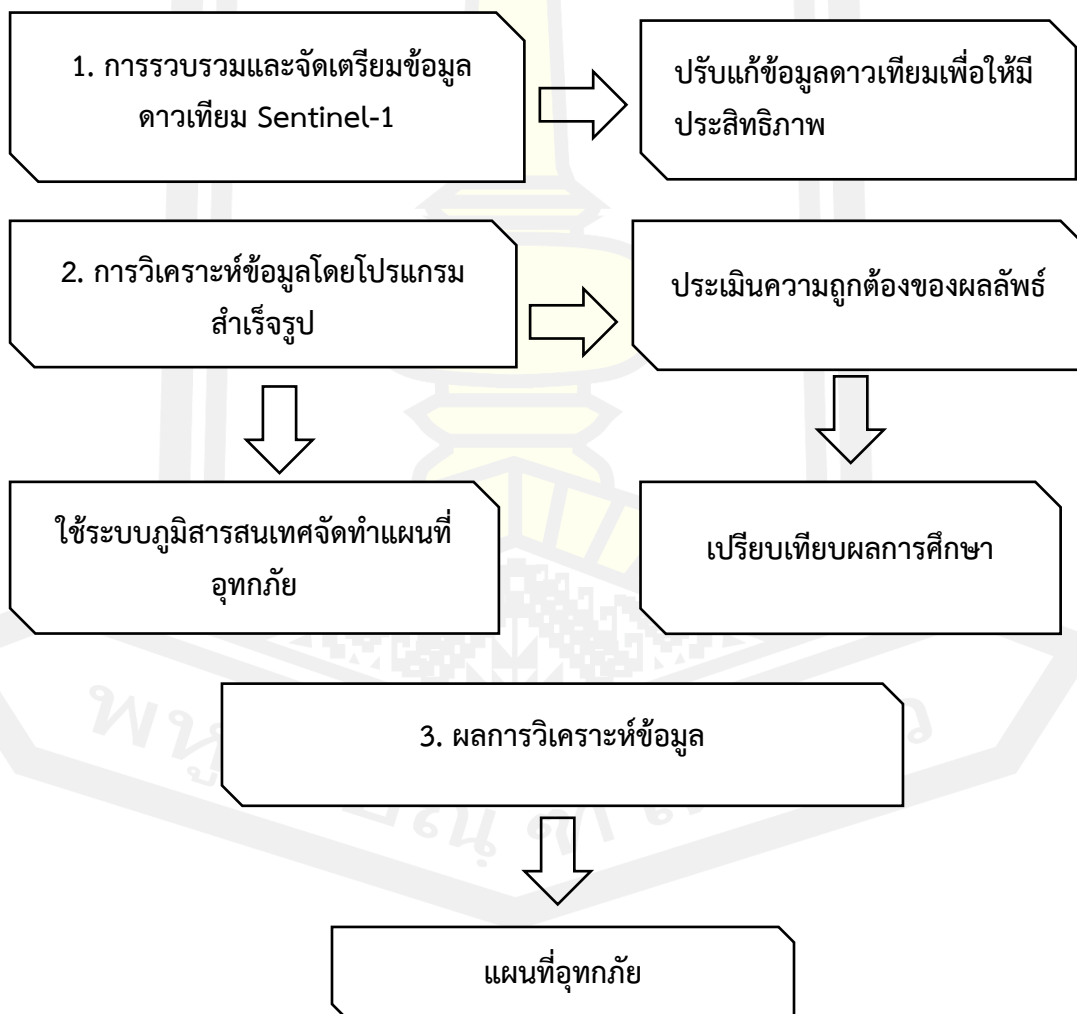 1. การรวบรวมและจัดเตรียมข้อมูล
ดาวเทียม Sentinel-1
ปรับแก้ข้อมูลดาวเทียมเพื่อให้มี
ประสิทธิภาพ
2. การวิเคราะห์ข้อมูลโดยโปรแกรม
สำเร็จรูป
ประเมินความถูกต้องของผลลัพธ์
ใช้ระบบภูมิสารสนเทศจัดทำแผนที่
อุทกภัย
เปรียบเทียบผลการศึกษา
3. ผลการวิเคราะห์ข้อมูล
แผนที่อุทกภัย